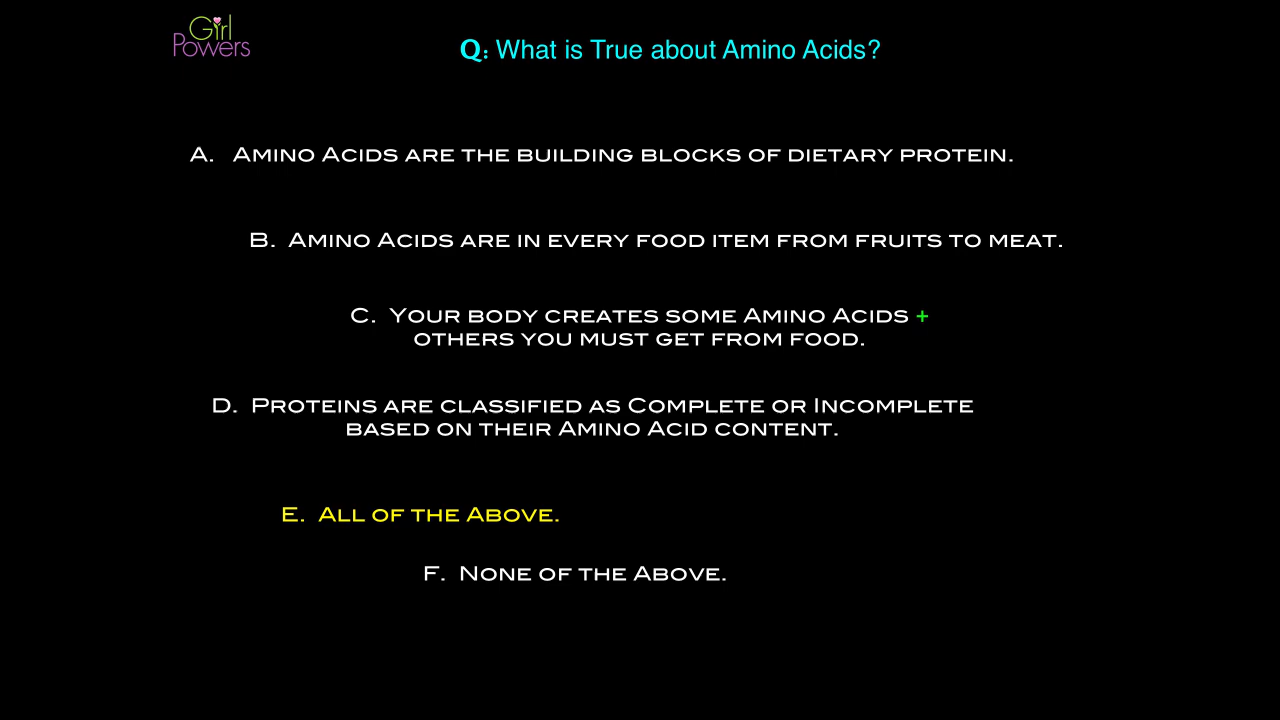 Girl
Powers
Q: What is True about Amino Acids?
A. Amino Acids are the building blocks of dietary protein.
B. Amino Acids are in every food item from fruits to meat.
C. Your body creates some Amino Acids +
others you must get from food.
D. Proteins are classified as Complete or Incomplete
based on their Amino Acid content.
E. All of the Above.
F. None of the Above.